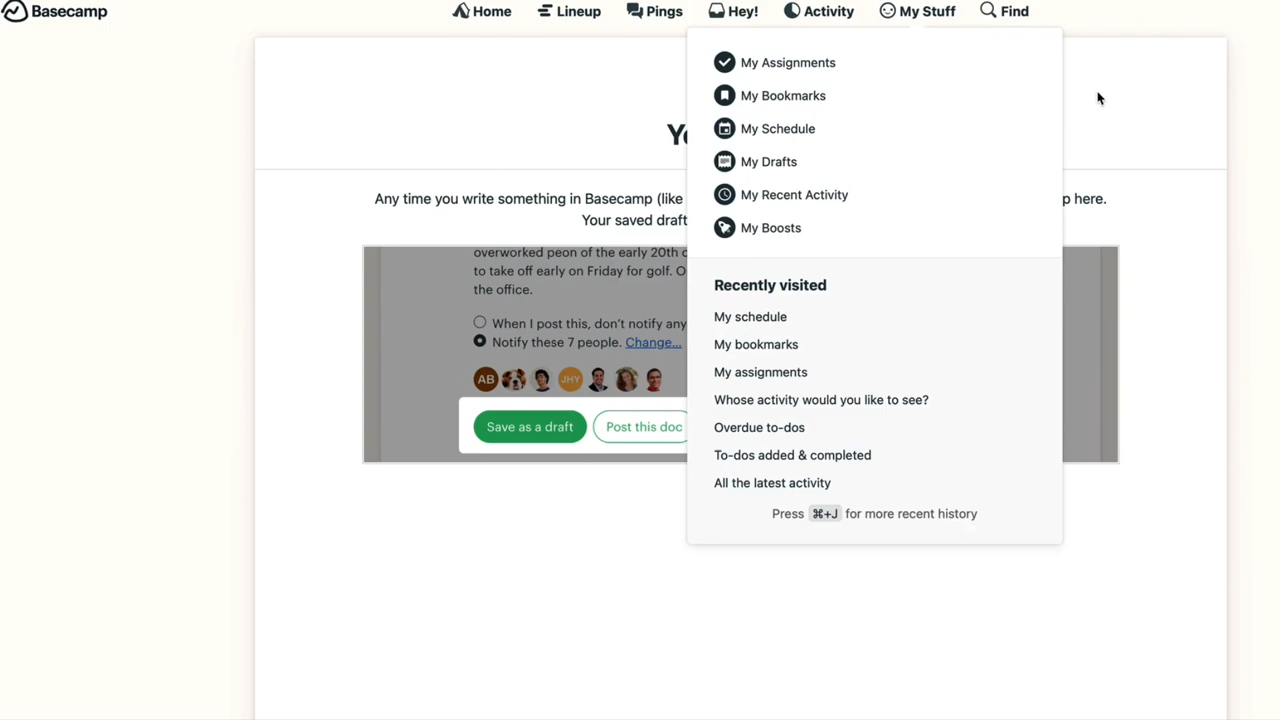 Basecamp
Home
Lineup
Pings
Hey!
Activity
My Stuff
Find
My Assignments
My Bookmarks
My Schedule
My Drafts
My Recent Activity
My Boosts
Recently visited
My schedule
My bookmarks
My assignments
Whose activity would you like to see?
Overdue to-dos
To-dos added & completed
All the latest activity
Press ⌘+J for more recent history
Any time you write something in Basecamp (like
here.
Your saved
overworked peon of the early 20th
to take off early on Friday for golf.
the office.
When I post this, don't notify
Notify these 7 people. Change...
AB
JHY
Save as a draft
Post this doc